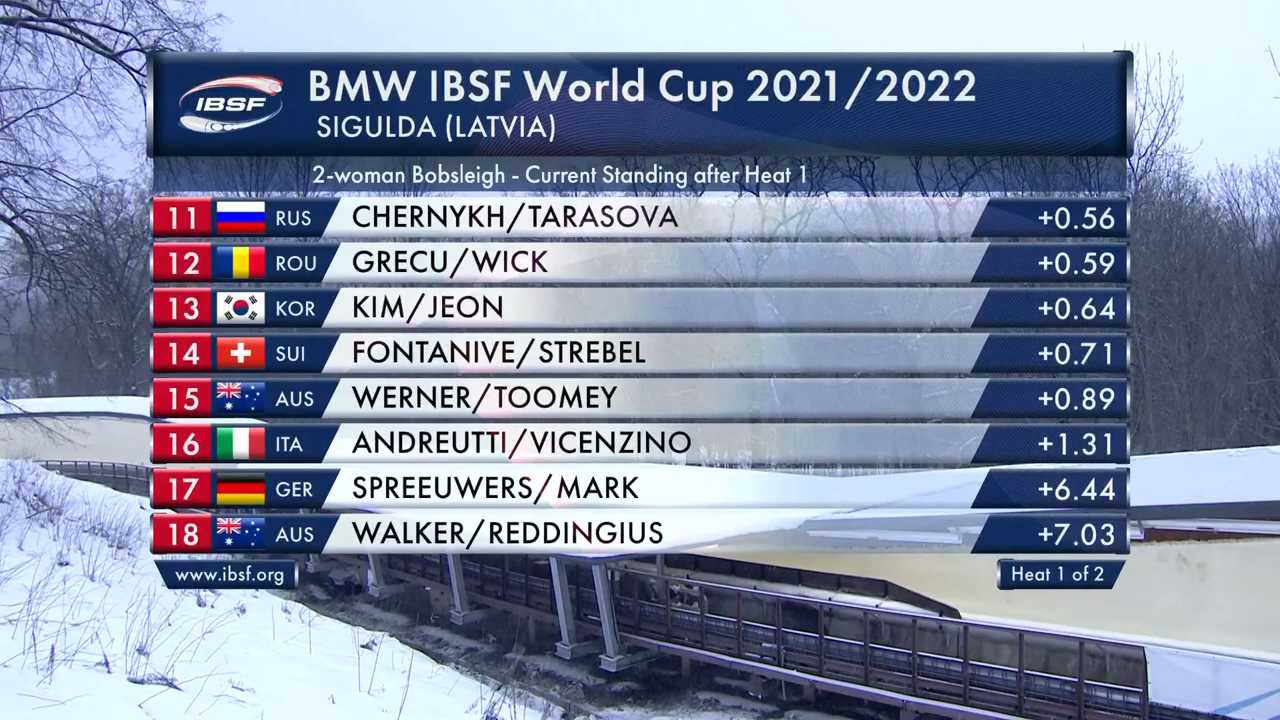 IBSF
BMW IBSF World Cup 2021/2022
SIGULDA (LATVIA)
2-woman Bobsleigh - Current Standing after Heat 1
11 RUS CHERNYKH/TARASOVA +0.56
12 ROU GRECU/WICK +0.59
13 KOR KIM/JEON +0.64
14 SUI FONTANIVE/STREBEL +0.71
15 AUS WERNER/TOOMEY +0.89
16 ITA ANDREUTTI/VICENZINO +1.31
17 GER SPREEUWERS/MARK +6.44
18 AUS WALKER/REDDINGIUS +7.03
www.ibsf.org Heat 1 of 2